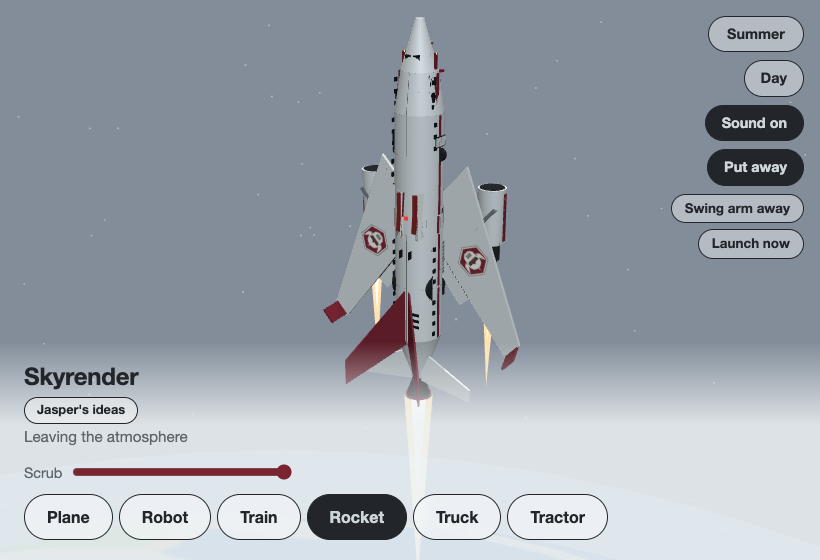 Summer
Day
Sound on
Put away
Swing arm away
Launch now
Skyrender
Jasper's ideas
Leaving the atmosphere
Scrub
Plane Robot Train Rocket Truck Tractor